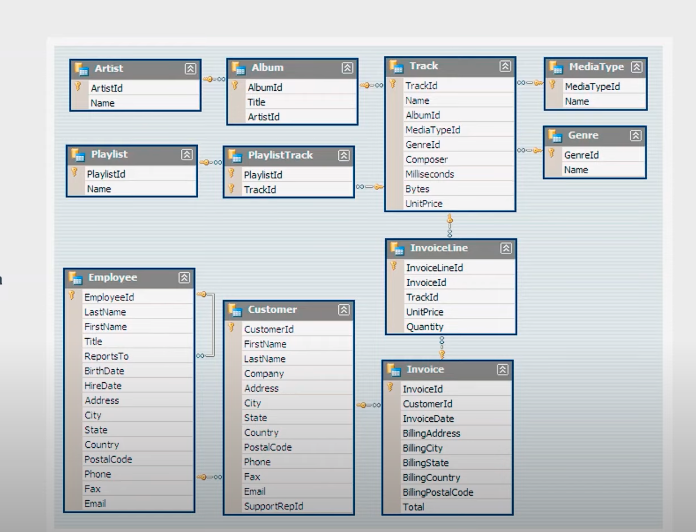 Artist
ArtistId
Name
Album
AlbumId
Title
ArtistId
Track
TrackId
Name
AlbumId
MediaTypeId
GenreId
Composer
Milliseconds
Bytes
UnitPrice
MediaType
MediaTypeId
Name
Genre
GenreId
Name
Playlist
PlaylistId
Name
PlaylistTrack
PlaylistId
TrackId
InvoiceLine
InvoiceLineId
InvoiceId
TrackId
UnitPrice
Quantity
Employee
EmployeeId
LastName
FirstName
Title
ReportsTo
BirthDate
HireDate
Address
City
State
Country
PostalCode
Phone
Fax
Email
Customer
CustomerId
FirstName
LastName
Company
Address
City
State
Country
PostalCode
Phone
Fax
Email
SupportRepId
Invoice
InvoiceId
CustomerId
InvoiceDate
BillingAddress
BillingCity
BillingState
BillingCountry
BillingPostalCode
Total